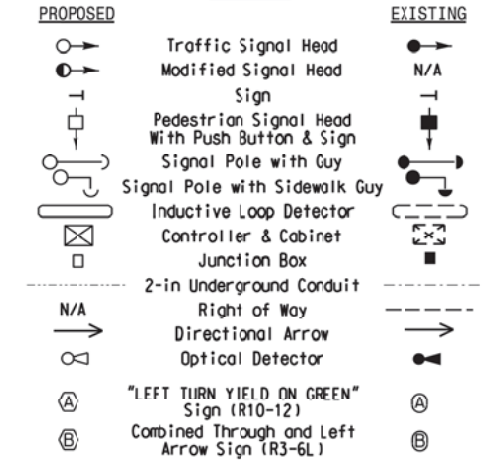 PROPOSED EXISTING
Traffic Signal Head
Modified Signal Head N/A
Sign
Pedestrian Signal Head
With Push Button & Sign
Signal Pole with Guy
Signal Pole with Sidewalk Guy
Inductive Loop Detector
Controller & Cabinet
Junction Box
2-in Underground Conduit
N/A Right of Way
Directional Arrow
Optical Detector
A "LEFT TURN YIELD ON GREEN" A
Sign (R10-12)
B Combined Through and Left B
Arrow Sign (R3-6L)